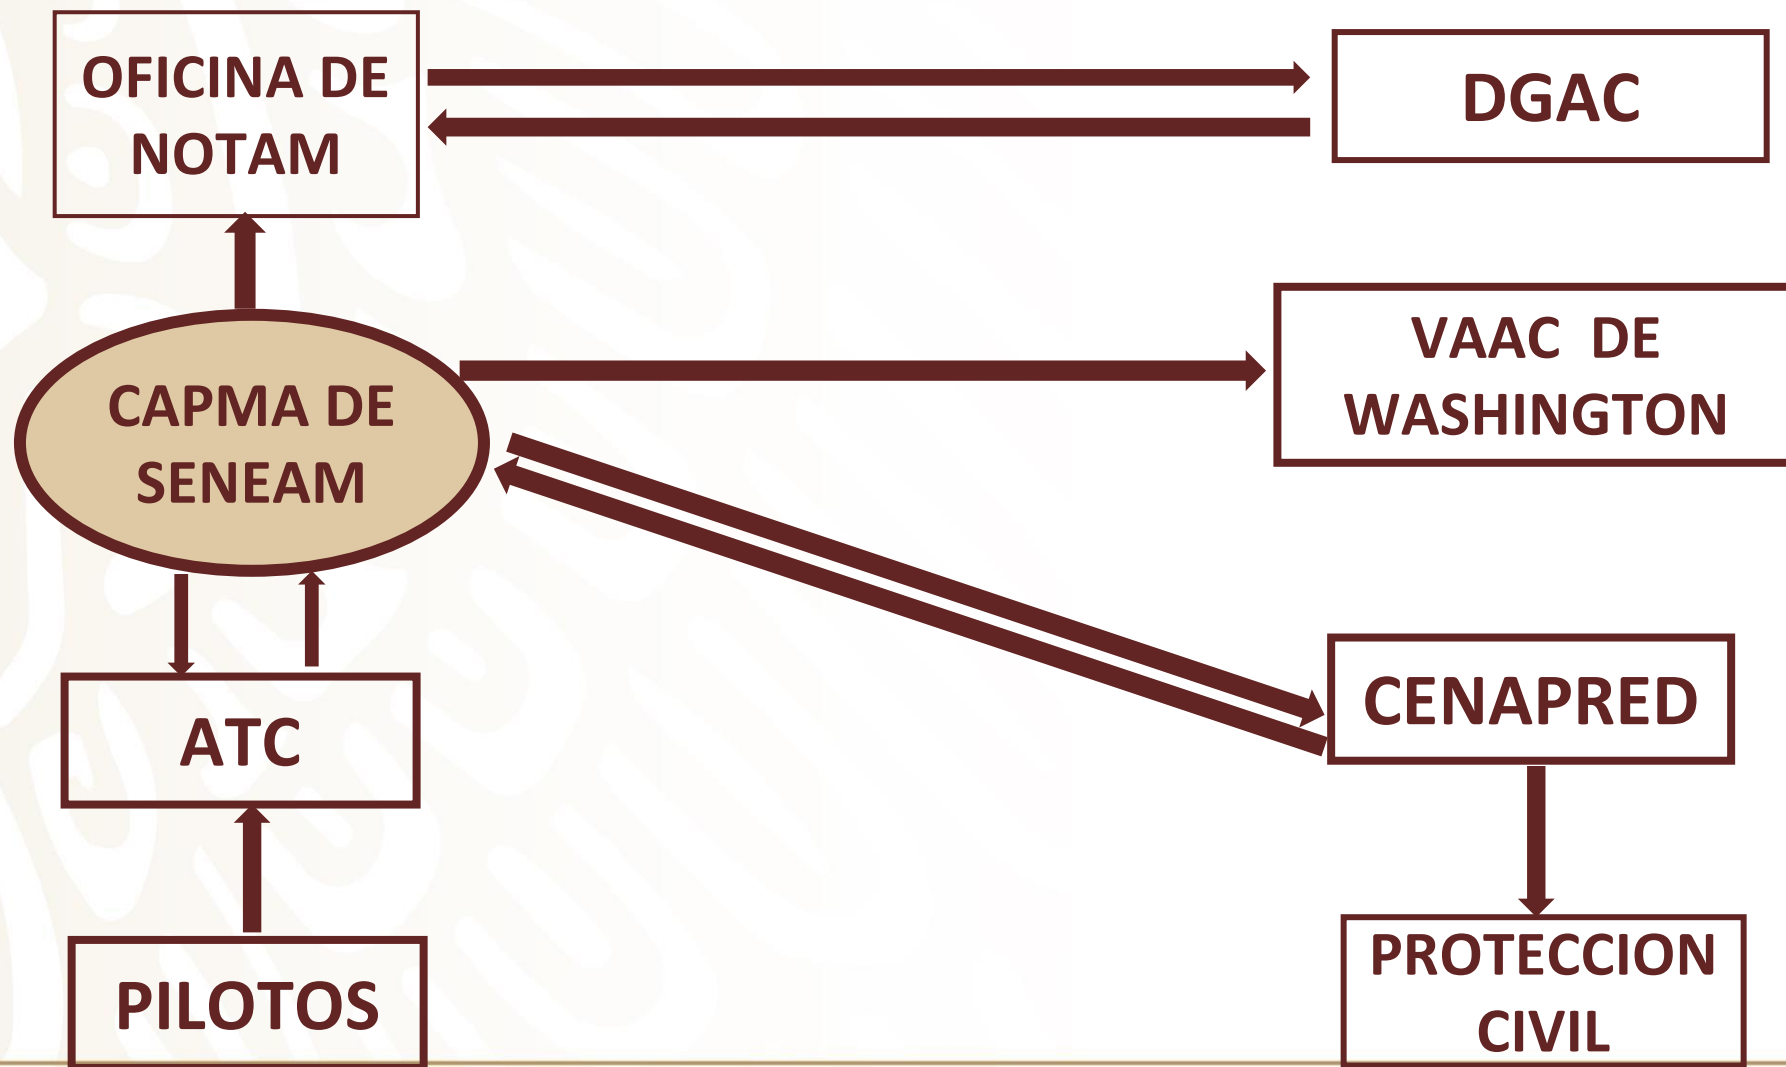 OFICINA DE
NOTAM
DGAC
VAAC DE
WASHINGTON
CAPMA DE
SENEAM
CENAPRED
ATC
PROTECCION
CIVIL
PILOTOS